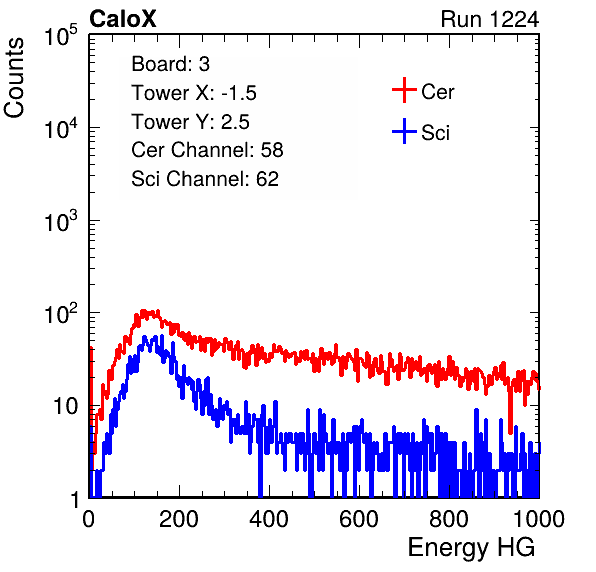 CaloX Run 1224
Counts
10^5
10^4
10^3
10^2
10
1
Board: 3
Tower X: -1.5
Tower Y: 2.5
Cer Channel: 58
Sci Channel: 62
Cer
Sci
0 200 400 600 800 1000
Energy HG